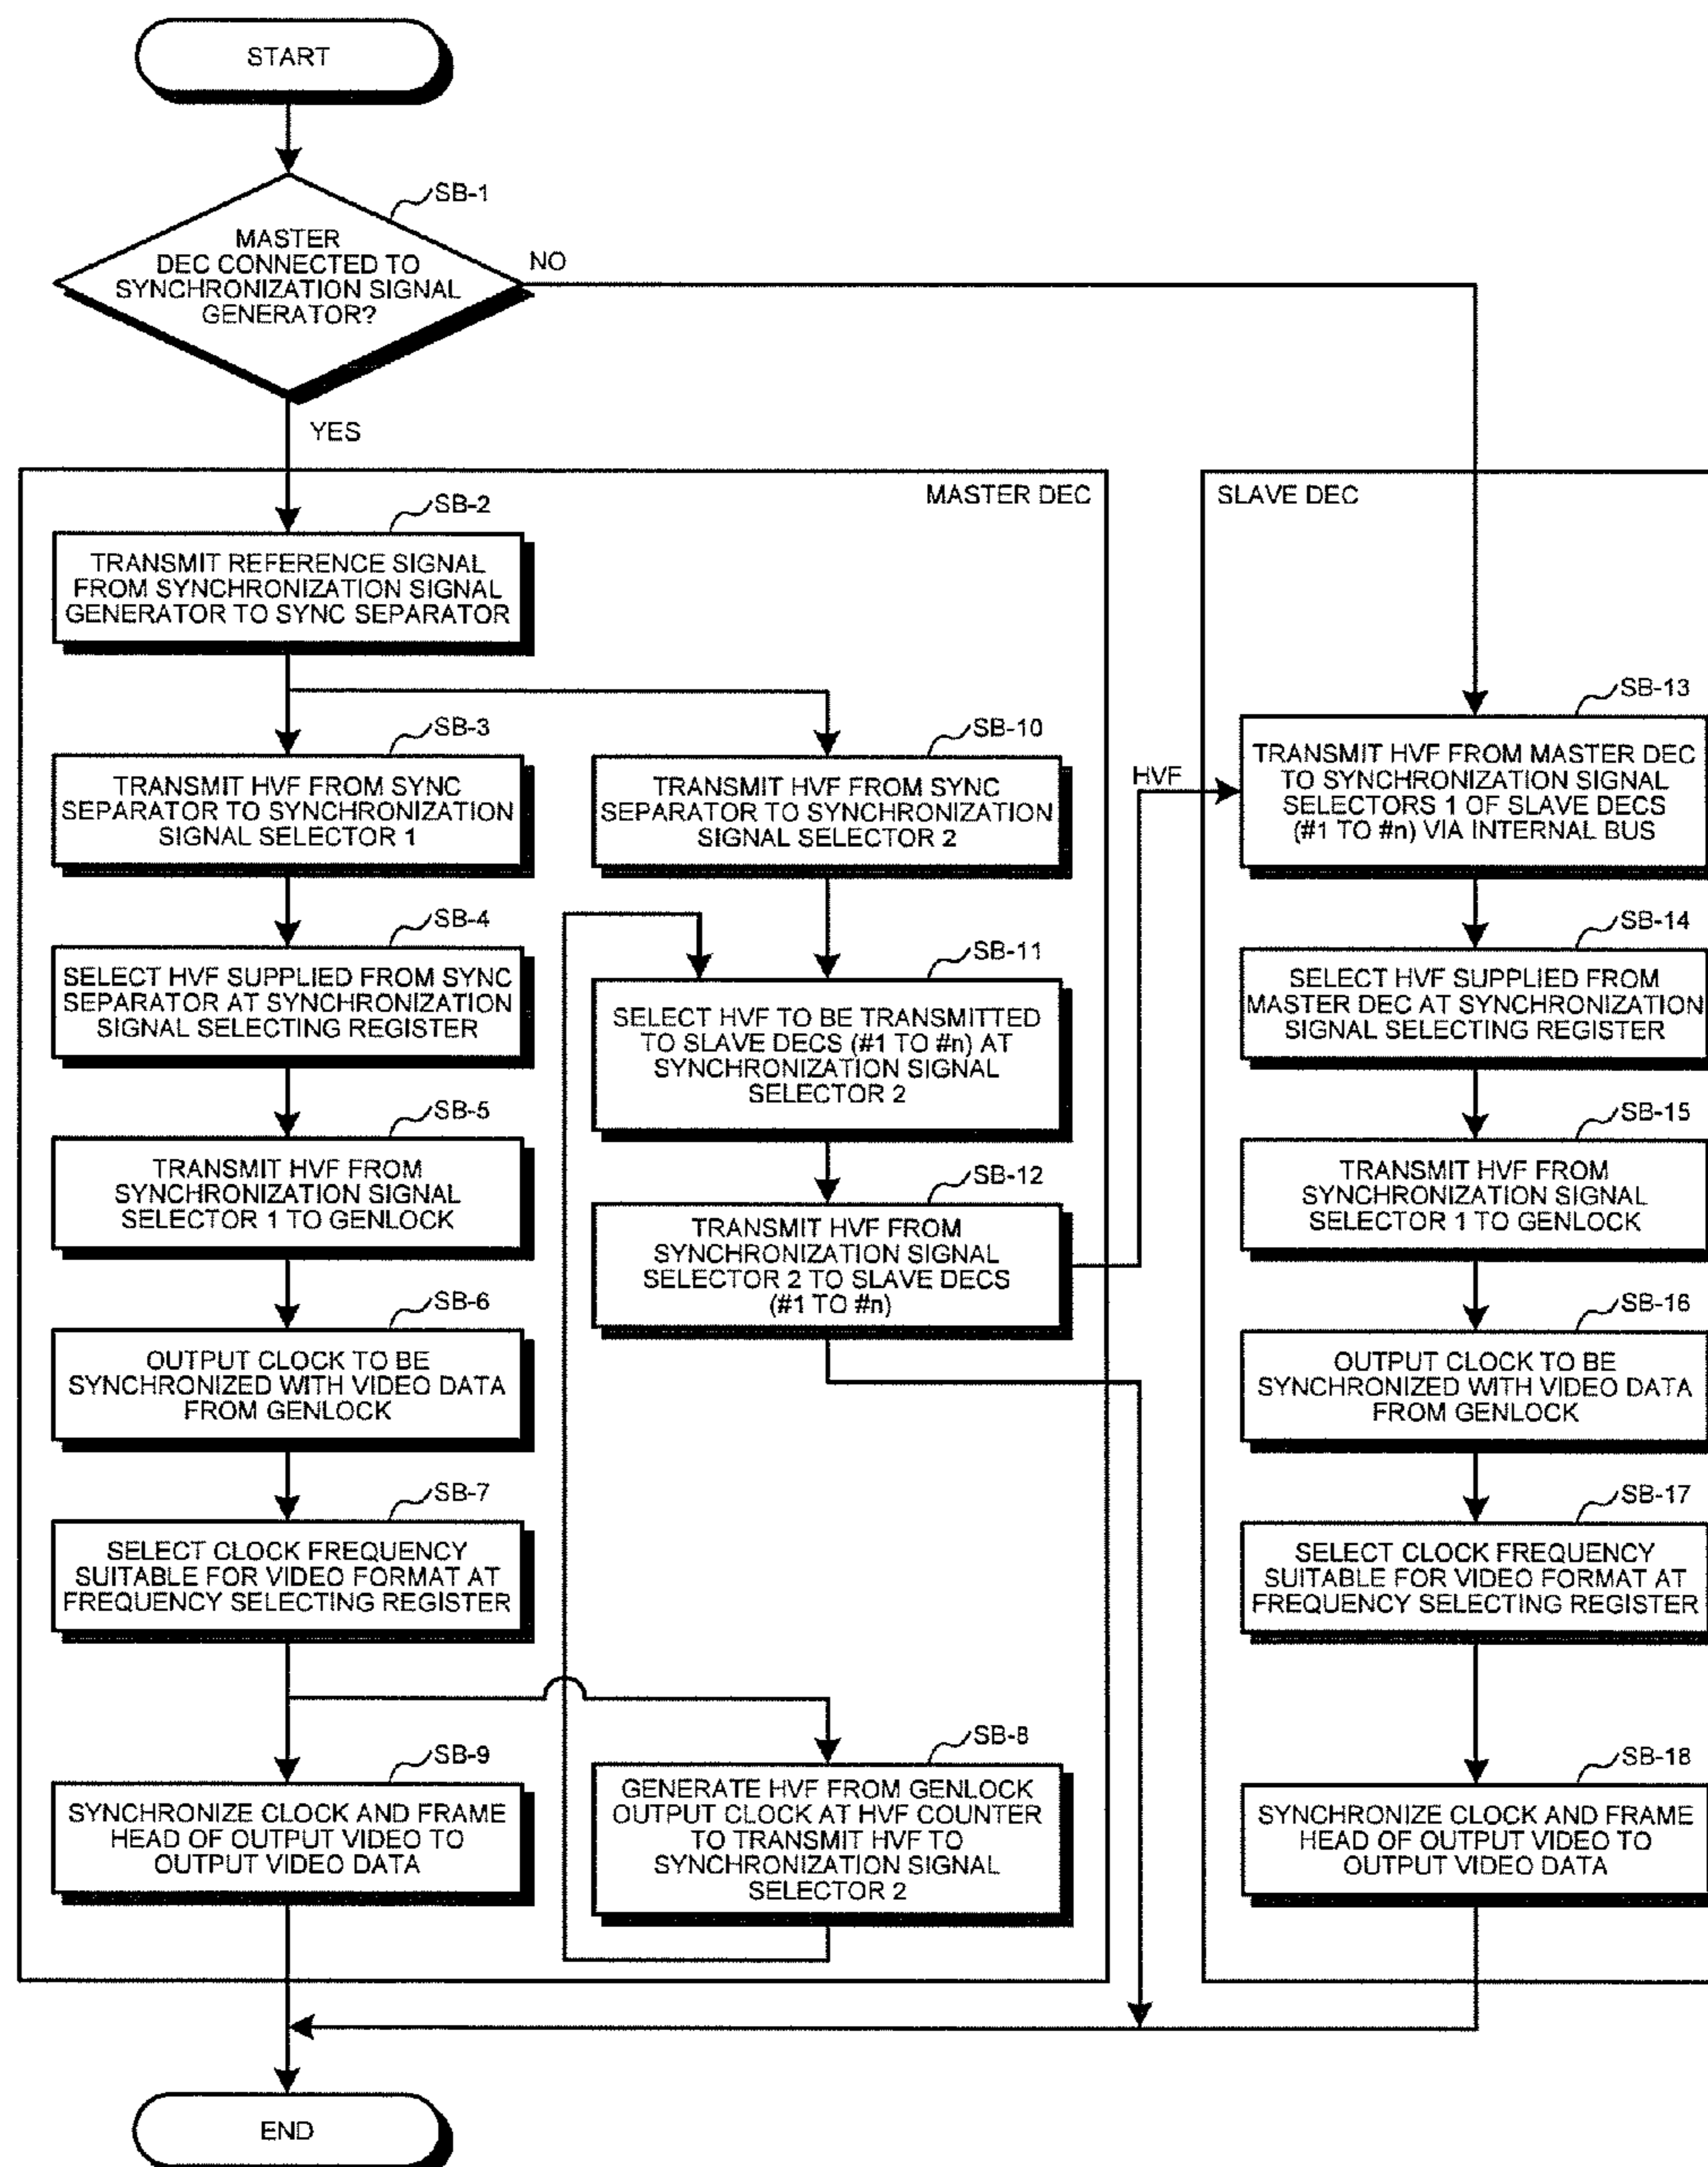 START
SB-1
MASTER
DEC CONNECTED TO
SYNCHRONIZATION SIGNAL
GENERATOR?
NO
YES
MASTER DEC
SB-2
TRANSMIT REFERENCE SIGNAL
FROM SYNCHRONIZATION SIGNAL
GENERATOR TO SYNC SEPARATOR
SB-3
TRANSMIT HVF FROM SYNC
SEPARATOR TO SYNCHRONIZATION
SIGNAL SELECTOR 1
SB-4
SELECT HVF SUPPLIED FROM SYNC
SEPARATOR AT SYNCHRONIZATION
SIGNAL SELECTING REGISTER
SB-5
TRANSMIT HVF FROM
SYNCHRONIZATION SIGNAL
SELECTOR 1 TO GENLOCK
SB-6
OUTPUT CLOCK TO BE
SYNCHRONIZED WITH VIDEO DATA
FROM GENLOCK
SB-7
SELECT CLOCK FREQUENCY
SUITABLE FOR VIDEO FORMAT AT
FREQUENCY SELECTING REGISTER
SB-9
SYNCHRONIZE CLOCK AND FRAME
HEAD OF OUTPUT VIDEO TO
OUTPUT VIDEO DATA
SB-10
TRANSMIT HVF FROM SYNC
SEPARATOR TO SYNCHRONIZATION
SIGNAL SELECTOR 2
SB-11
SELECT HVF TO BE TRANSMITTED
TO SLAVE DECS (#1 TO #n) AT
SYNCHRONIZATION SIGNAL
SELECTOR 2
SB-12
TRANSMIT HVF FROM
SYNCHRONIZATION SIGNAL
SELECTOR 2 TO SLAVE DECS
(#1 TO #n)
SB-8
GENERATE HVF FROM GENLOCK
OUTPUT CLOCK AT HVF COUNTER
TO TRANSMIT HVF TO
SYNCHRONIZATION SIGNAL
SELECTOR 2
HVF
SLAVE DEC
SB-13
TRANSMIT HVF FROM MASTER DEC
TO SYNCHRONIZATION SIGNAL
SELECTORS 1 OF SLAVE DECS
(#1 TO #n) VIA INTERNAL BUS
SB-14
SELECT HVF SUPPLIED FROM
MASTER DEC AT SYNCHRONIZATION
SIGNAL SELECTING REGISTER
SB-15
TRANSMIT HVF FROM
SYNCHRONIZATION SIGNAL
SELECTOR 1 TO GENLOCK
SB-16
OUTPUT CLOCK TO BE
SYNCHRONIZED WITH VIDEO DATA
FROM GENLOCK
SB-17
SELECT CLOCK FREQUENCY
SUITABLE FOR VIDEO FORMAT AT
FREQUENCY SELECTING REGISTER
SB-18
SYNCHRONIZE CLOCK AND FRAME
HEAD OF OUTPUT VIDEO TO
OUTPUT VIDEO DATA
END